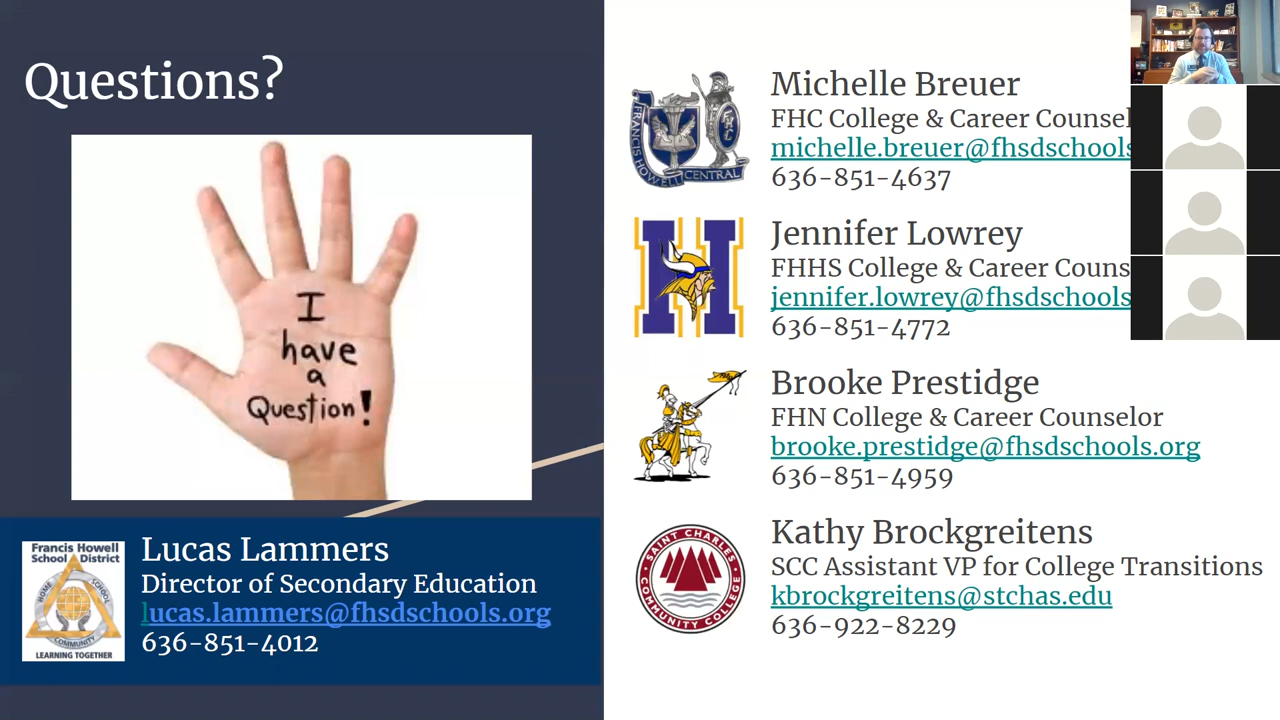 Questions?
I
have
a
Question!
Francis Howell
School District
HOME
SCHOOL
COMMUNITY
LEARNING TOGETHER
Lucas Lammers
Director of Secondary Education
lucas.lammers@fhsdschools.org
636-851-4012
FRANCIS HOWELL CENTRAL
FHC
Michelle Breuer
FHC College & Career Counsel
michelle.breuer@fhsdschools
636-851-4637
H
Jennifer Lowrey
FHHS College & Career Couns
jennifer.lowrey@fhsdschools
636-851-4772
Brooke Prestidge
FHN College & Career Counselor
brooke.prestidge@fhsdschools.org
636-851-4959
SAINT CHARLES
COMMUNITY COLLEGE
Kathy Brockgreitens
SCC Assistant VP for College Transitions
kbrockgreitens@stchas.edu
636-922-8229